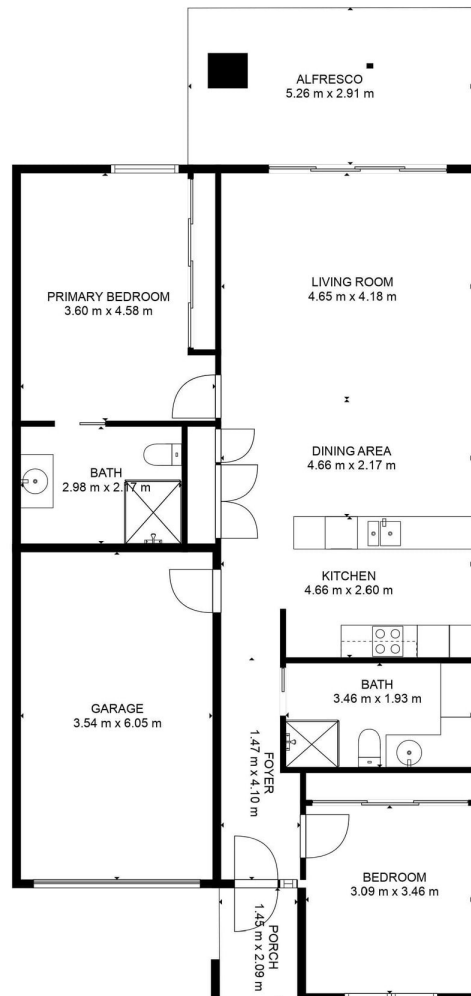 ALFRESCO
5.26 m x 2.91 m
PRIMARY BEDROOM
3.60 m x 4.58 m
LIVING ROOM
4.65 m x 4.18 m
BATH
2.98 m x 2.17 m
DINING AREA
4.66 m x 2.17 m
KITCHEN
4.66 m x 2.60 m
GARAGE
3.54 m x 6.05 m
BATH
3.46 m x 1.93 m
FOYER
1.47 m x 4.10 m
BEDROOM
3.09 m x 3.46 m
PORCH
1.45 m x 2.09 m